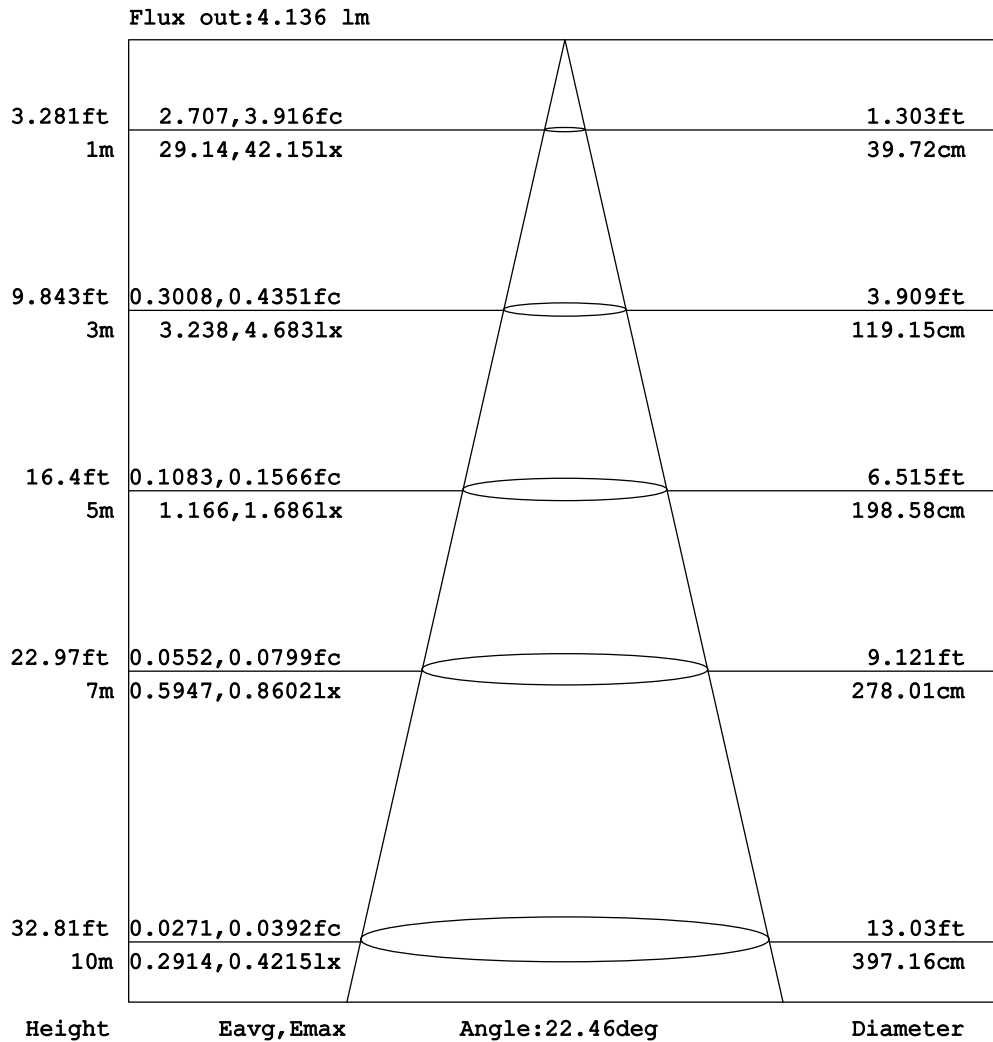 Flux out:4.136 lm
3.281ft 2.707,3.916fc 1.303ft
1m 29.14,42.15lx 39.72cm
9.843ft 0.3008,0.4351fc 3.909ft
3m 3.238,4.683lx 119.15cm
16.4ft 0.1083,0.1566fc 6.515ft
5m 1.166,1.686lx 198.58cm
22.97ft 0.0552,0.0799fc 9.121ft
7m 0.5947,0.8602lx 278.01cm
32.81ft 0.0271,0.0392fc 13.03ft
10m 0.2914,0.4215lx 397.16cm
Height Eavg,Emax Angle:22.46deg Diameter